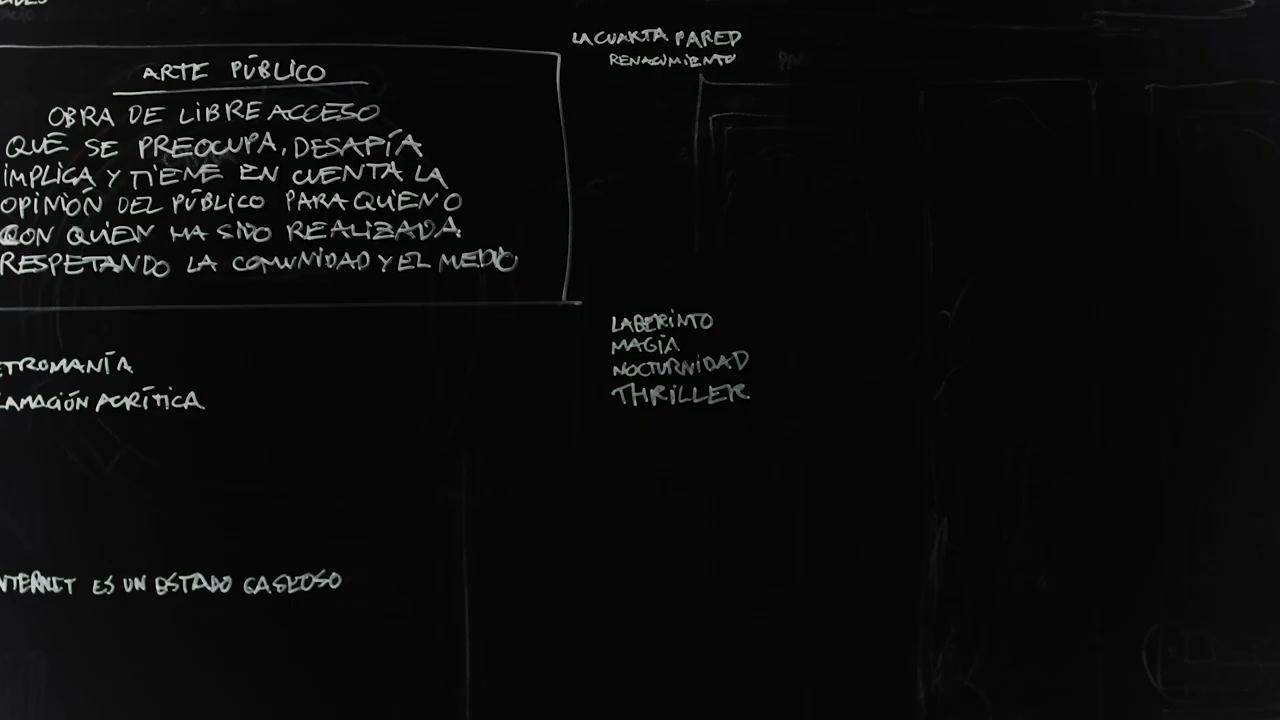 LA CUARTA PARED
RENACIMIENTO
ARTE PÚBLICO
OBRA DE LIBRE ACCESO
QUE SE PREOCUPA, DESAFÍA
IMPLICA Y TIENE EN CUENTA LA
OPINIÓN DEL PÚBLICO PARA QUIEN O
CON QUIEN HA SIDO REALIZADA
RESPETANDO LA COMUNIDAD Y EL MEDIO
LABERINTO
MAGIA
NOCTURNIDAD
THRILLER
ETROMANÍA
LAMACIÓN ACRÍTICA
NTERNET ES UN ESTADO GASEOSO